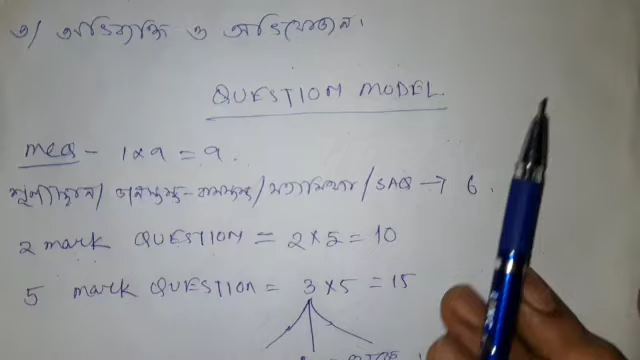 ৩/ অভিব্যক্তি ও অভিযোজন।
QUESTION MODEL.
MCQ - 1×9 = 9.
শূন্যস্থান/ /সত্যমিথ্যা/SAQ → 6.
2 mark QUESTION = 2×5 = 10
5 mark QUESTION = 3×5 = 15